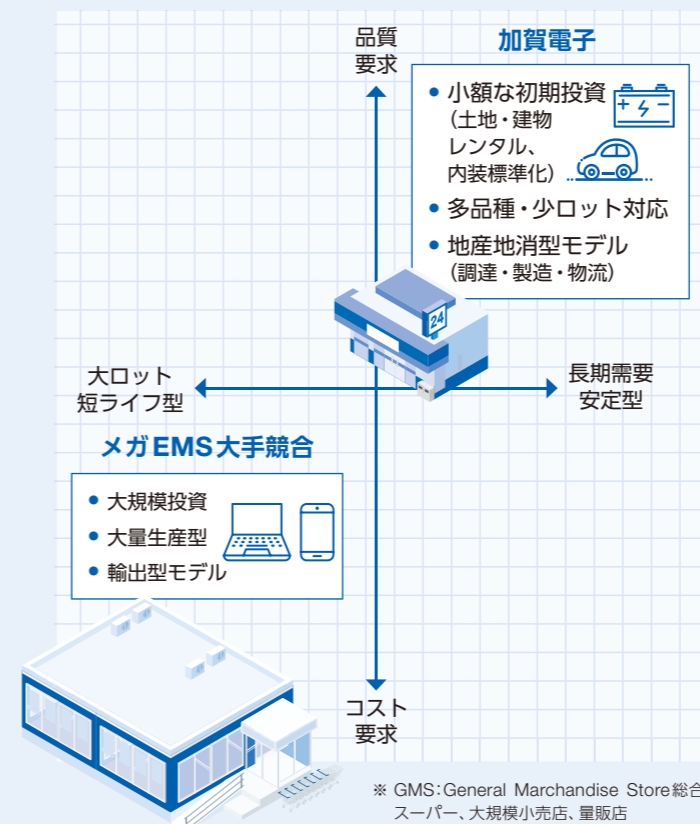 品質
要求
加賀電子
• 小額な初期投資
（土地・建物
レンタル、
内装標準化）
• 多品種・少ロット対応
• 地産地消型モデル
（調達・製造・物流）
24
大ロット
短ライフ型
長期需要
安定型
メガEMS大手競合
• 大規模投資
• 大量生産型
• 輸出型モデル
コスト
要求
※ GMS：General Marchandise Store総合
スーパー、大規模小売店、量販店